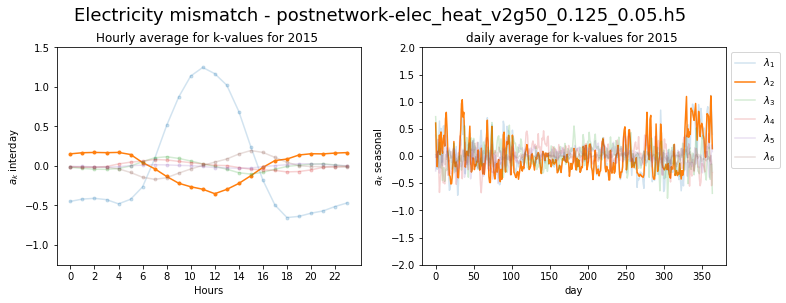 Electricity mismatch - postnetwork-elec_heat_v2g50_0.125_0.05.h5
Hourly average for k-values for 2015
daily average for k-values for 2015
a_k interday
1.5
1.0
0.5
0.0
−0.5
−1.0
0 2 4 6 8 10 12 14 16 18 20 22
Hours
a_k seasonal
2.0
1.5
1.0
0.5
0.0
−0.5
−1.0
−1.5
−2.0
0 50 100 150 200 250 300 350
day
λ1
λ2
λ3
λ4
λ5
λ6